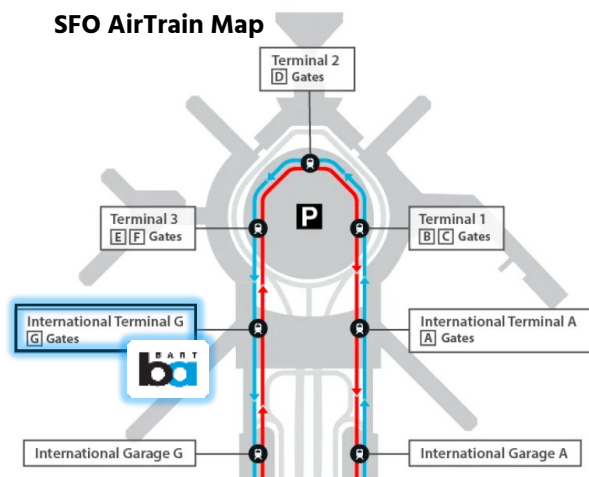 SFO AirTrain Map
Terminal 2
D Gates
Terminal 3
E F Gates
P
Terminal 1
B C Gates
International Terminal G
G Gates
BART
ba
International Terminal A
A Gates
International Garage G
International Garage A